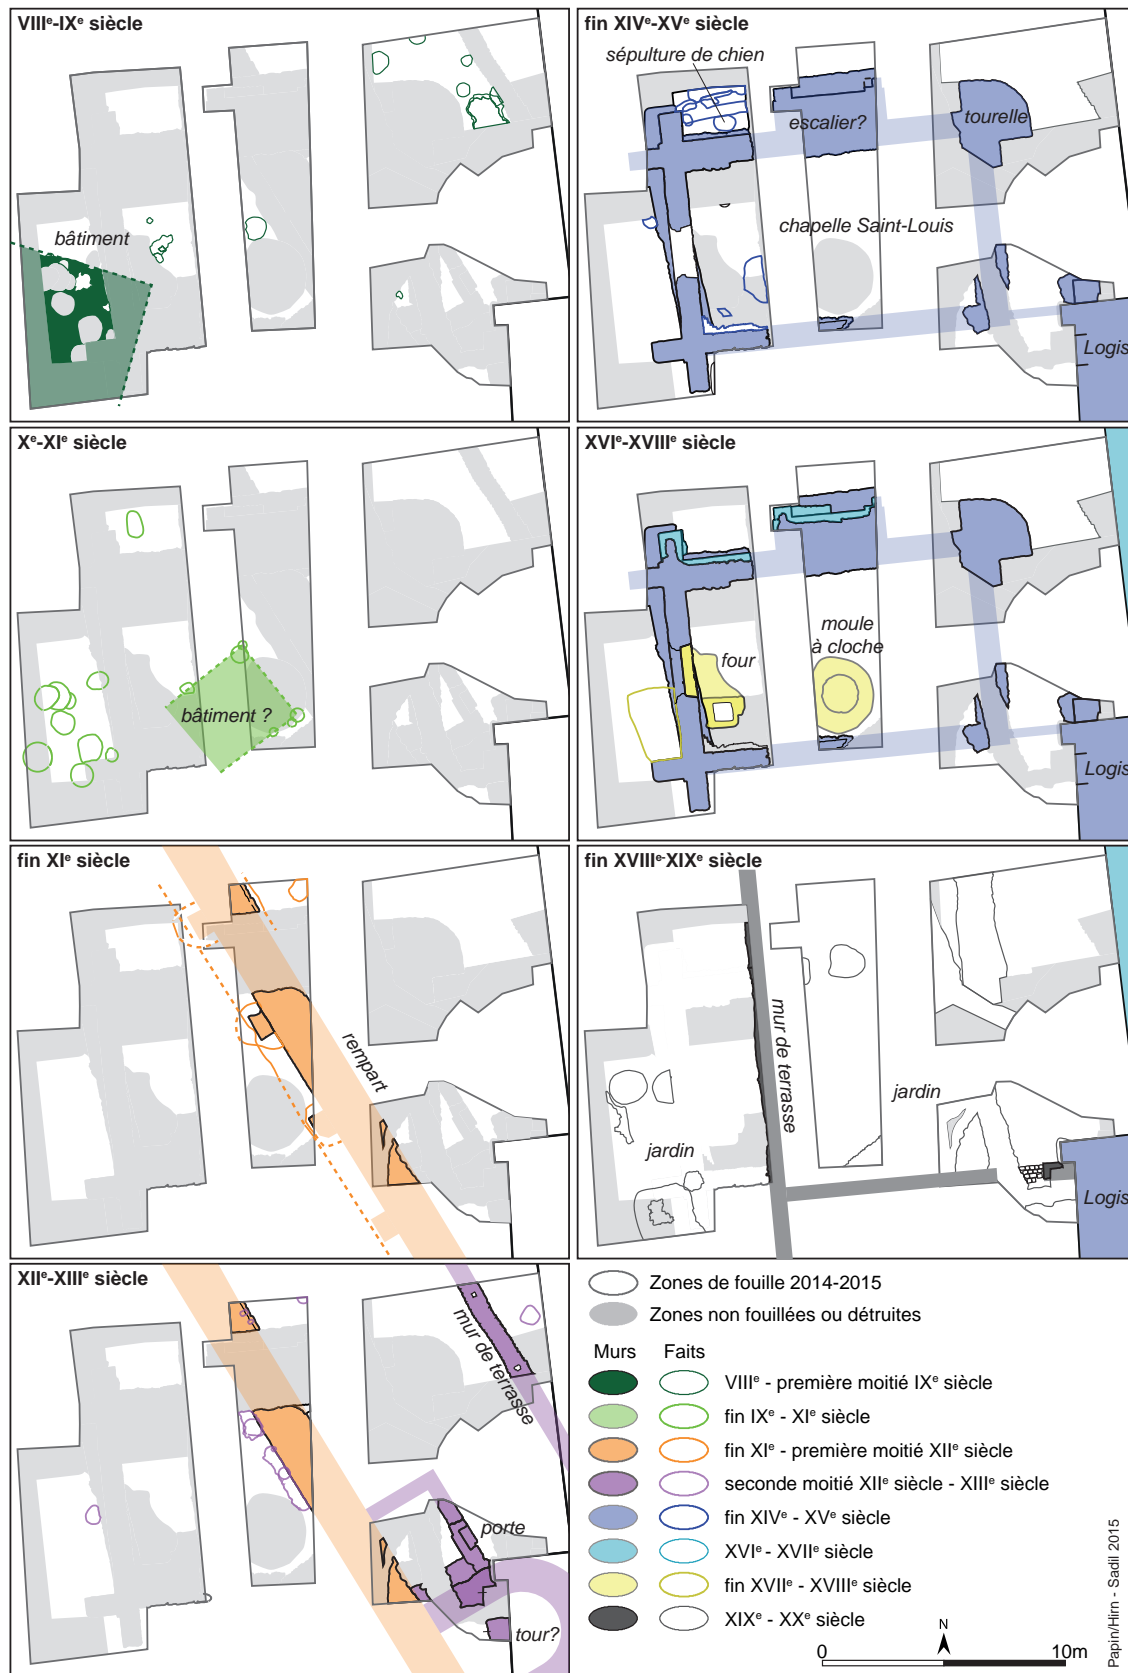 VIIIᵉ-IXᵉ siècle
bâtiment
Xᵉ-XIᵉ siècle
bâtiment ?
fin XIᵉ siècle
rempart
XIIᵉ-XIIIᵉ siècle
mur de terrasse
porte
tour?
fin XIVᵉ-XVᵉ siècle
sépulture de chien
escalier?
tourelle
chapelle Saint-Louis
Logis
XVIᵉ-XVIIIᵉ siècle
moule
à cloche
four
Logis
fin XVIIIᵉ-XIXᵉ siècle
mur de terrasse
jardin
jardin
Logis
Zones de fouille 2014-2015
Zones non fouillées ou détruites
Murs Faits
VIIIᵉ - première moitié IXᵉ siècle
fin IXᵉ - XIᵉ siècle
fin XIᵉ - première moitié XIIᵉ siècle
seconde moitié XIIᵉ siècle - XIIIᵉ siècle
fin XIVᵉ - XVᵉ siècle
XVIᵉ - XVIIᵉ siècle
fin XVIIᵉ - XVIIIᵉ siècle
XIXᵉ - XXᵉ siècle
N
0 10m
Papin/Hirn - Sadil 2015